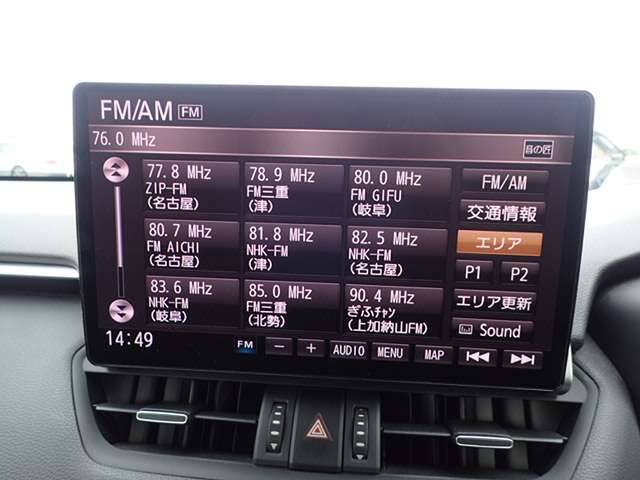 FM/AM FM
76.0 MHz 音の匠
77.8 MHz
ZIP-FM
(名古屋)
78.9 MHz
FM三重
(津)
80.0 MHz
FM GIFU
(岐阜)
80.7 MHz
FM AICHI
(名古屋)
81.8 MHz
NHK-FM
(津)
82.5 MHz
NHK-FM
(名古屋)
83.6 MHz
NHK-FM
(岐阜)
85.0 MHz
FM三重
(北勢)
90.4 MHz
ぎふチャン
(上加納山FM)
FM/AM
交通情報
エリア
P1 P2
エリア更新
Sound
14:49 FM − + AUDIO MENU MAP